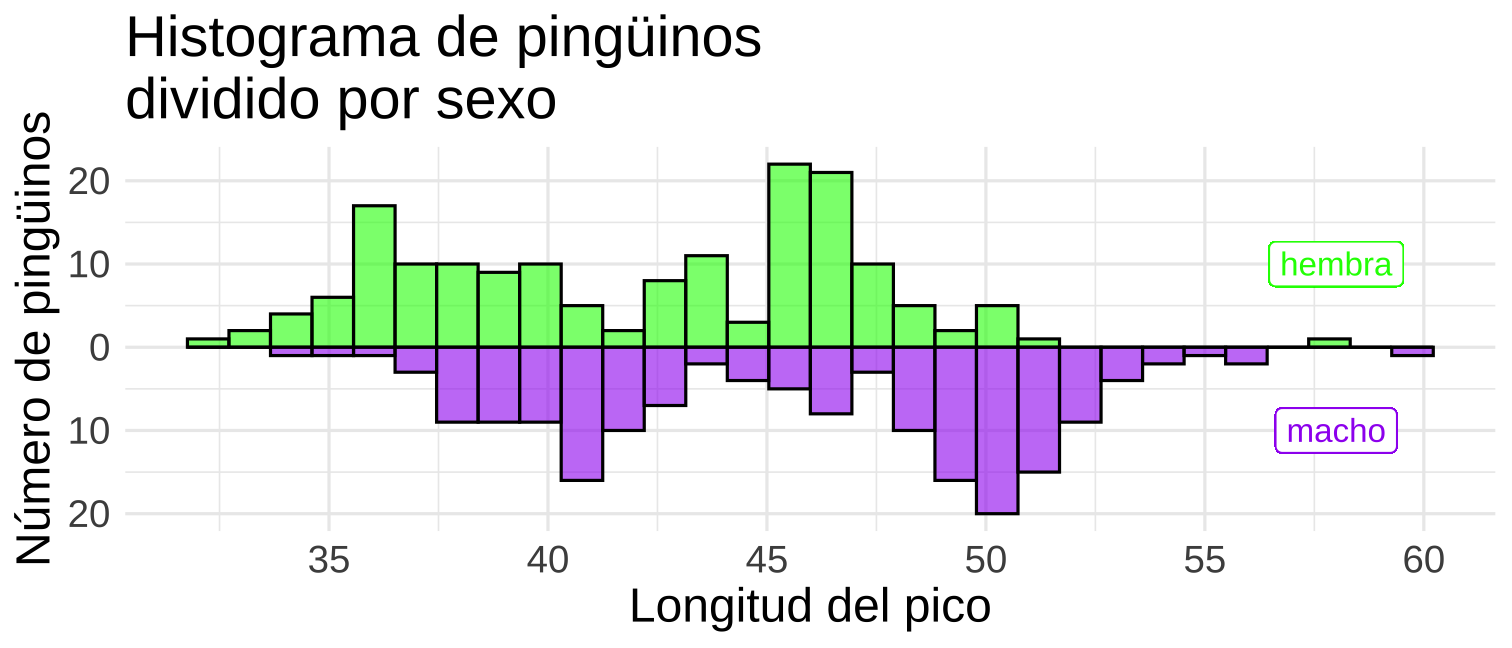 Histograma de pingüinos
dividido por sexo
Número de pingüinos
20
10
0
10
20
hembra
macho
35 40 45 50 55 60
Longitud del pico